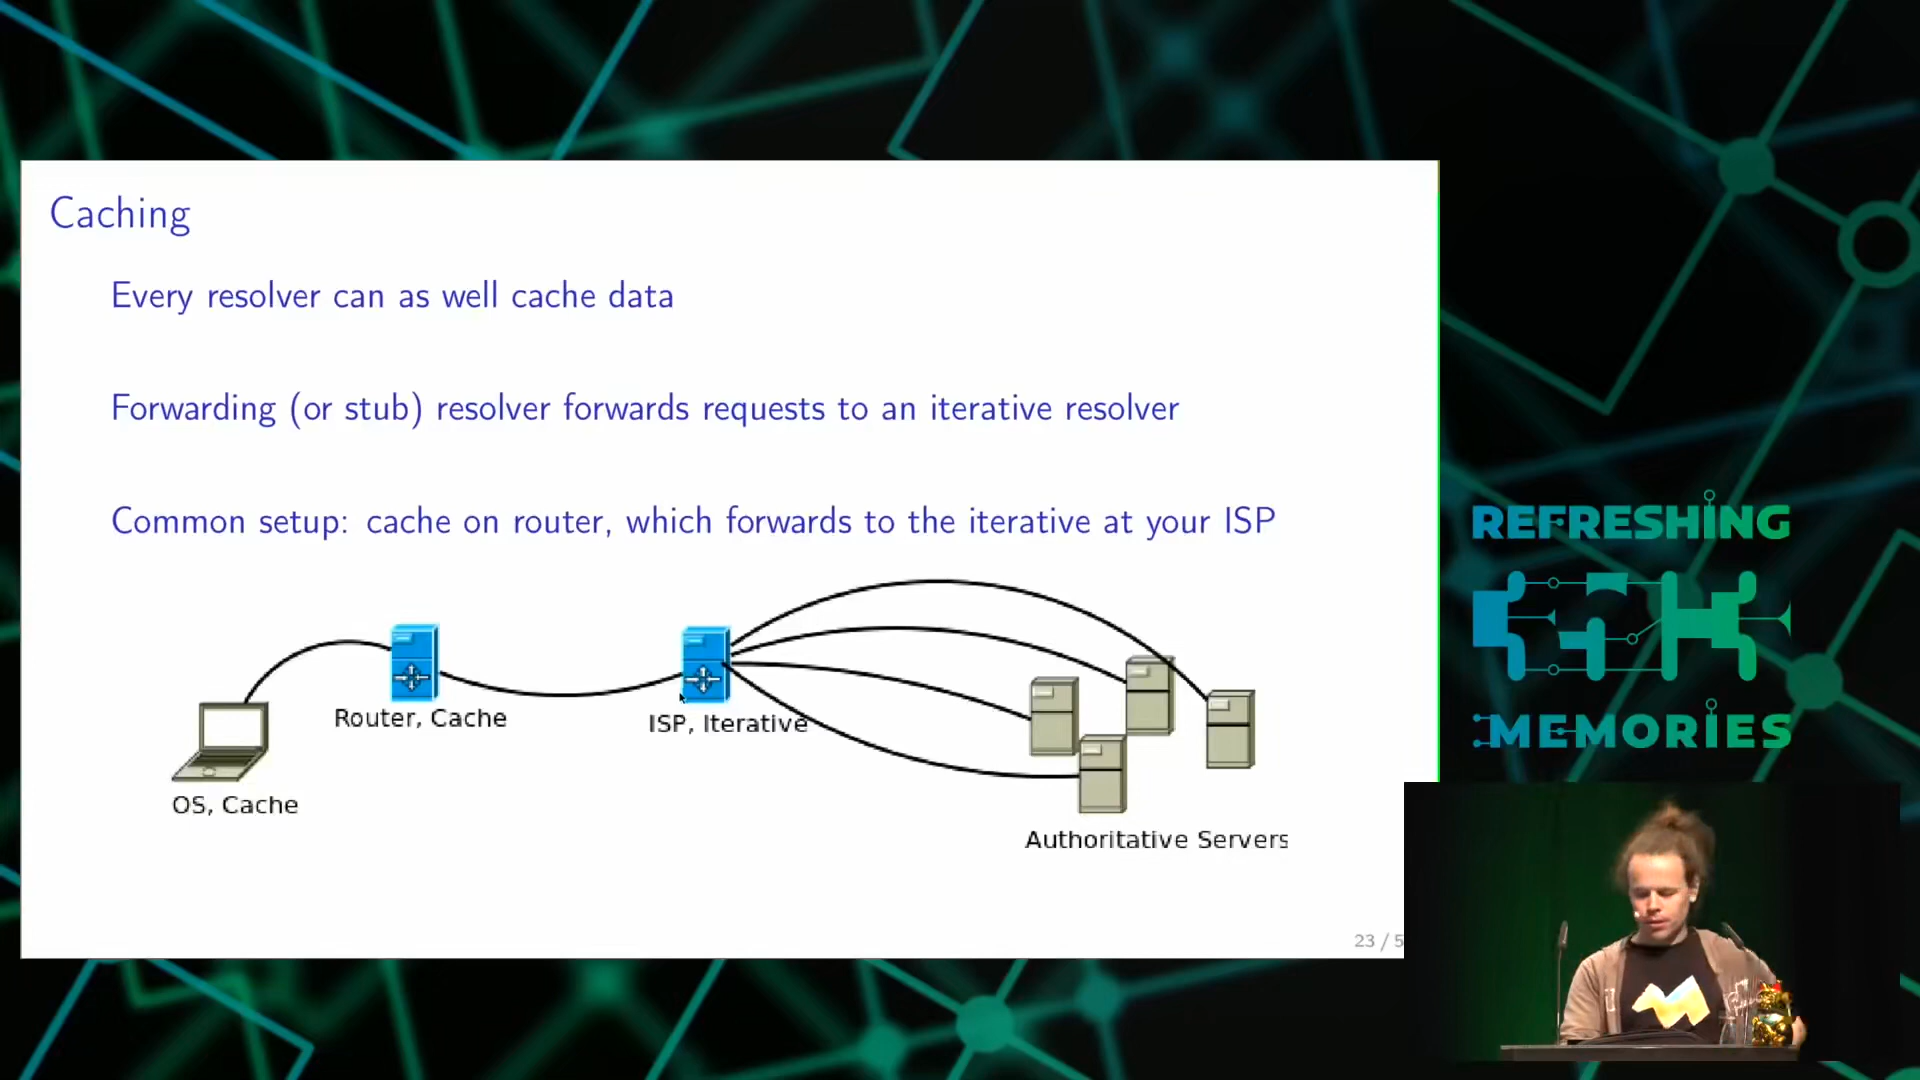 Caching
Every resolver can as well cache data
Forwarding (or stub) resolver forwards requests to an iterative resolver
Common setup: cache on router, which forwards to the iterative at your ISP
Router, Cache
ISP, Iterative
OS, Cache
Authoritative Servers
23 / 5
REFRESHING
MEMORIES